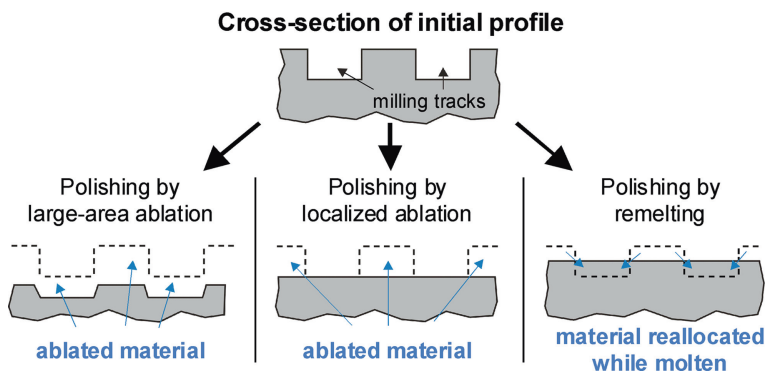 Cross-section of initial profile
milling tracks
Polishing by
large-area ablation
ablated material
Polishing by
localized ablation
ablated material
Polishing by
remelting
material reallocated
while molten